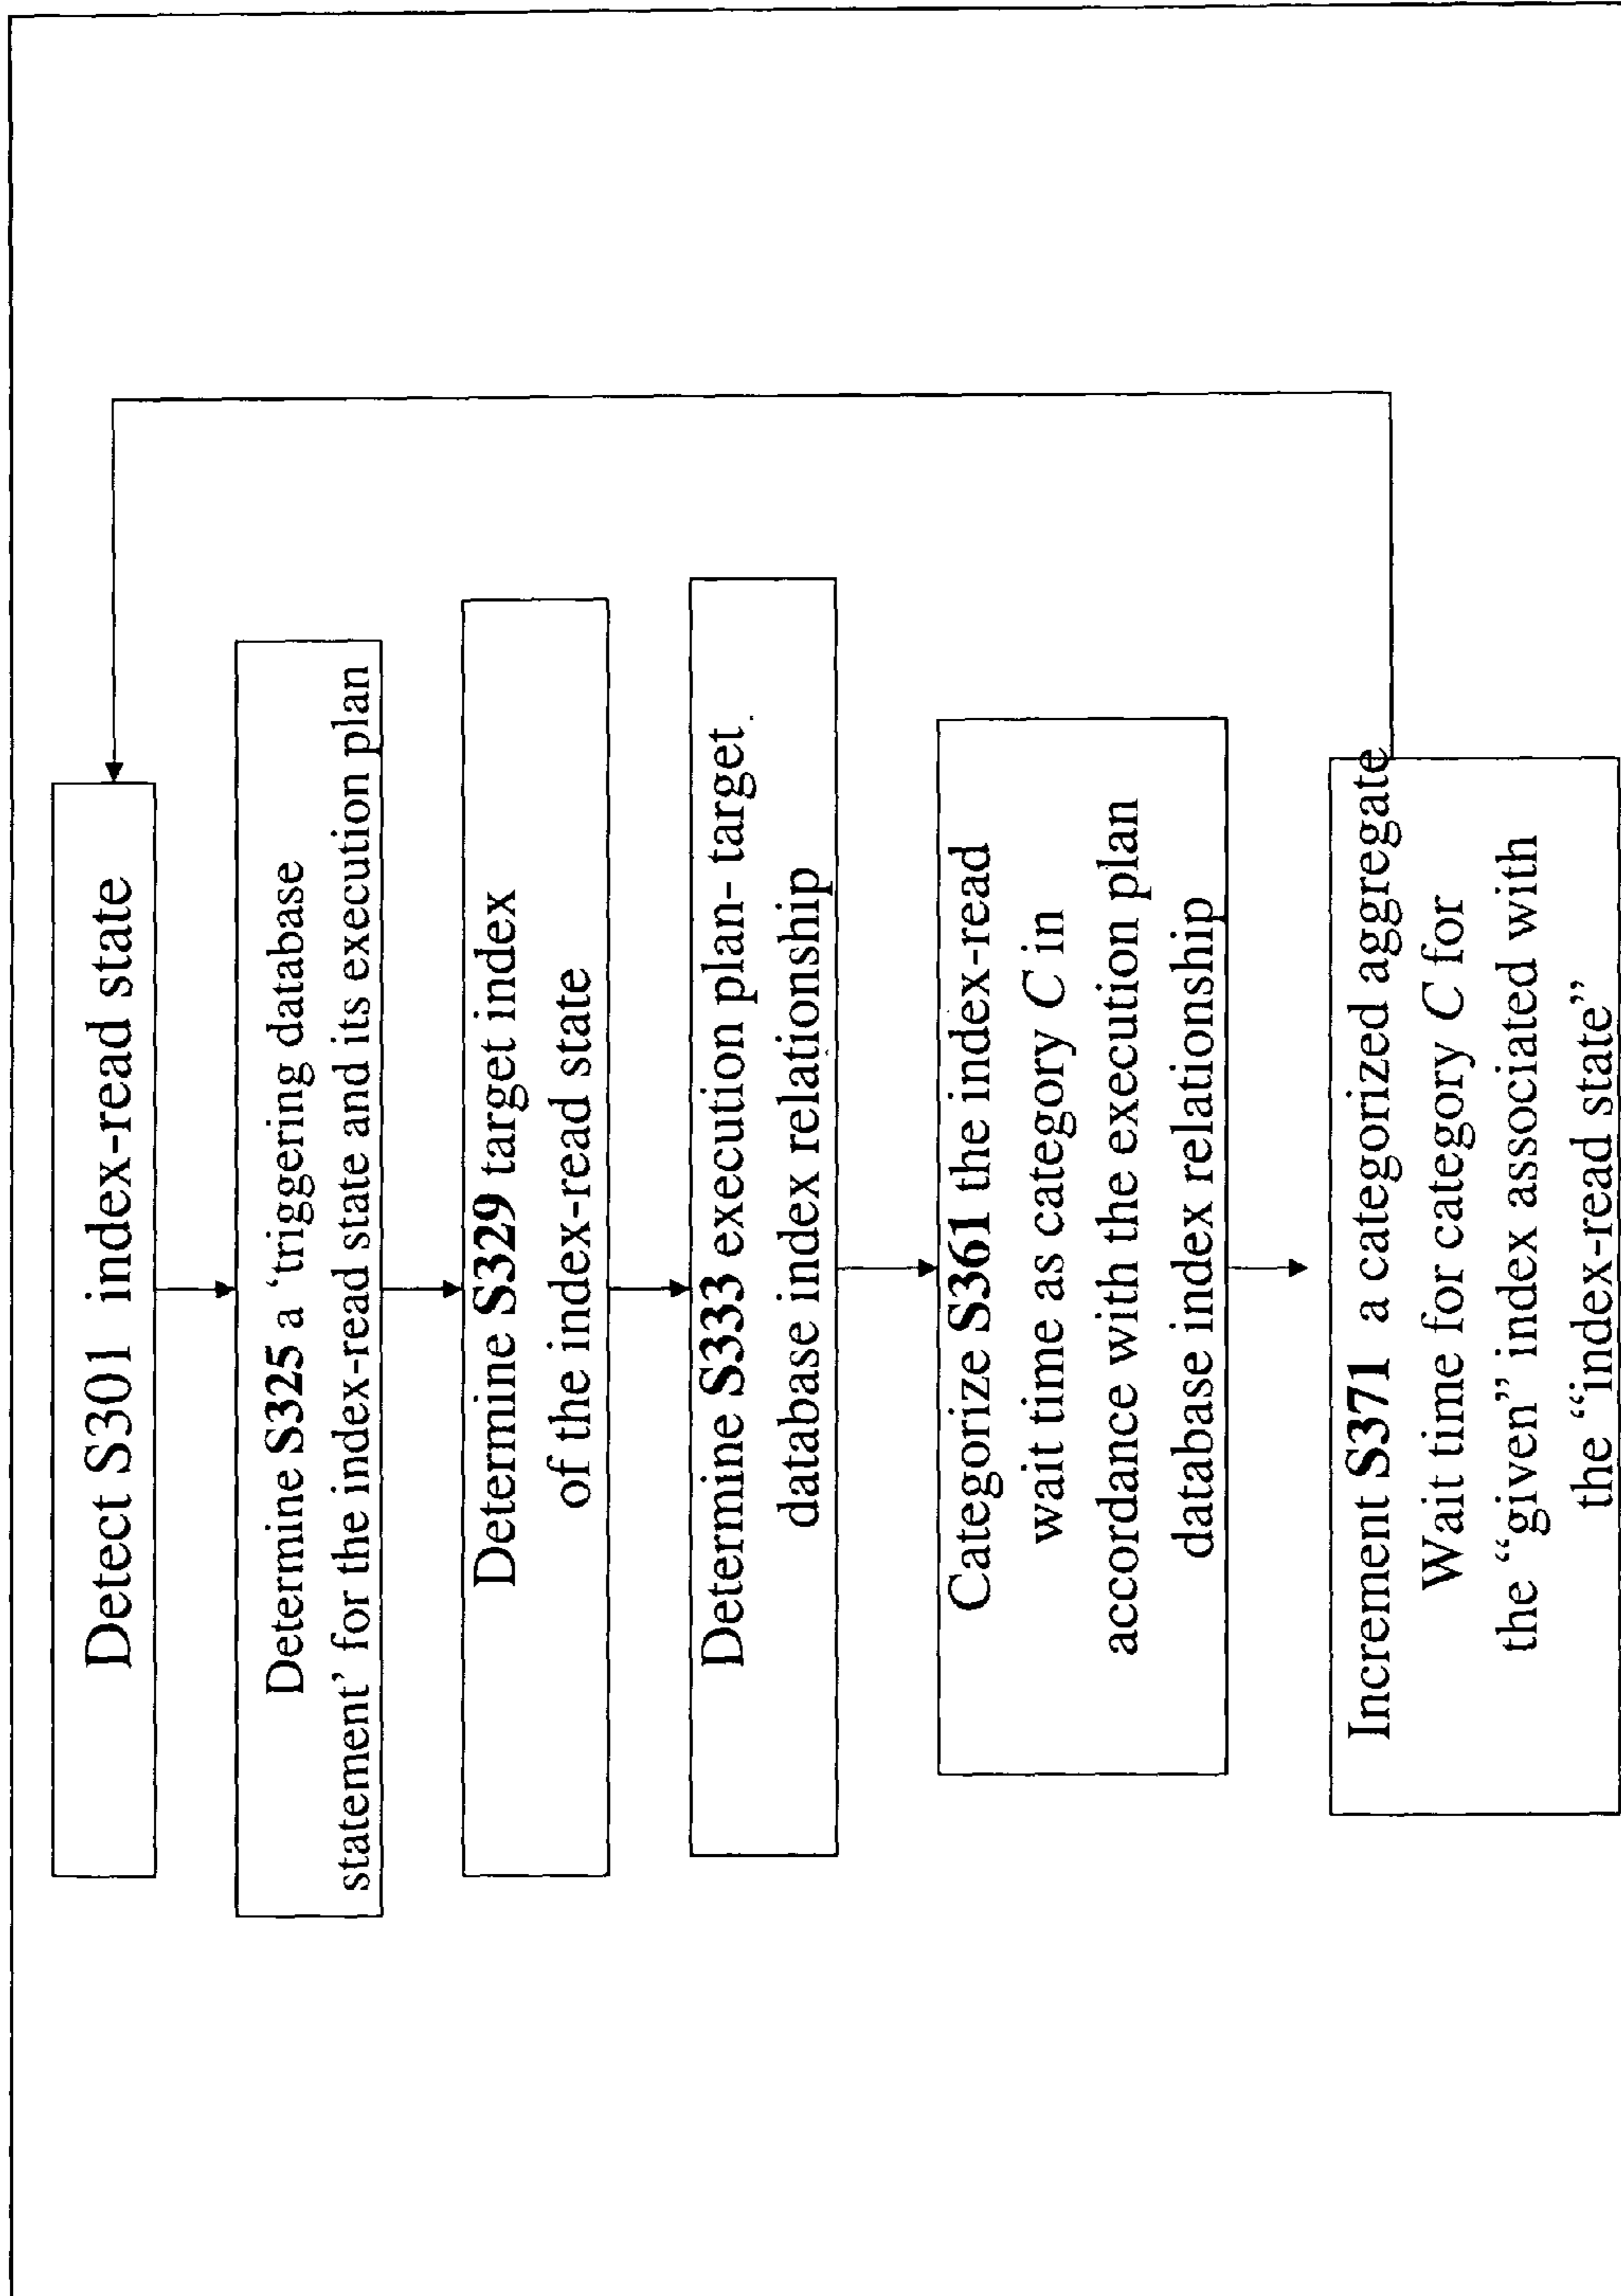 Detect S301 index-read state
Determine S325 a ‘triggering database
statement’ for the index-read state and its execution plan
Determine S329 target index
of the index-read state
Determine S333 execution plan- target
database index relationship
Categorize S361 the index-read
wait time as category C in
accordance with the execution plan
database index relationship
Increment S371 a categorized aggregate
Wait time for category C for
the “given” index associated with
the “index-read state”